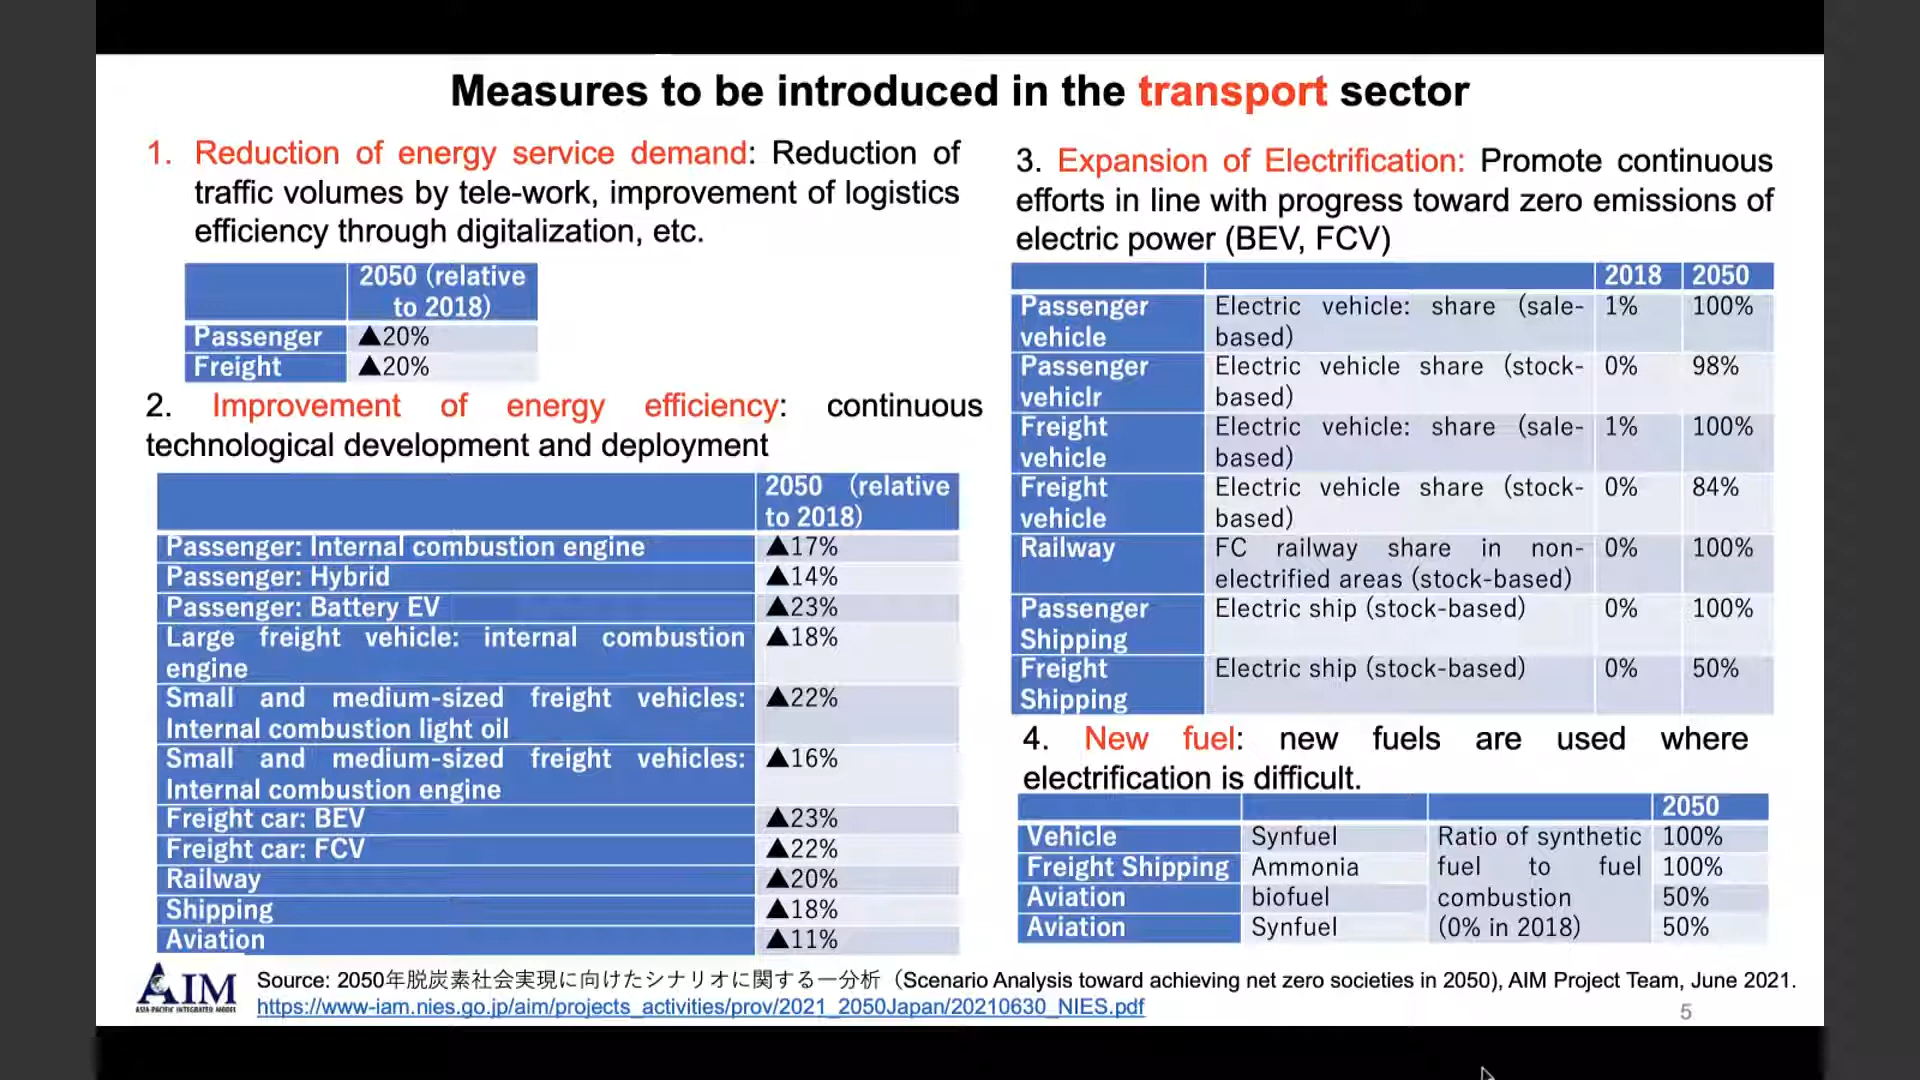 Measures to be introduced in the transport sector
1. Reduction of energy service demand: Reduction of
traffic volumes by tele-work, improvement of logistics
efficiency through digitalization, etc.
2050 (relative
to 2018)
Passenger ▲20%
Freight ▲20%
2. Improvement of energy efficiency: continuous
technological development and deployment
2050 (relative
to 2018)
Passenger: Internal combustion engine ▲17%
Passenger: Hybrid ▲14%
Passenger: Battery EV ▲23%
Large freight vehicle: internal combustion ▲18%
engine
Small and medium-sized freight vehicles: ▲22%
Internal combustion light oil
Small and medium-sized freight vehicles: ▲16%
Internal combustion engine
Freight car: BEV ▲23%
Freight car: FCV ▲22%
Railway ▲20%
Shipping ▲18%
Aviation ▲11%
3. Expansion of Electrification: Promote continuous
efforts in line with progress toward zero emissions of
electric power (BEV, FCV)
2018 2050
Passenger Electric vehicle: share (sale- 1% 100%
vehicle based)
Passenger Electric vehicle share (stock- 0% 98%
vehiclr based)
Freight Electric vehicle: share (sale- 1% 100%
vehicle based)
Freight Electric vehicle share (stock- 0% 84%
vehicle based)
Railway FC railway share in non- 0% 100%
electrified areas (stock-based)
Passenger Electric ship (stock-based) 0% 100%
Shipping
Freight Electric ship (stock-based) 0% 50%
Shipping
4. New fuel: new fuels are used where
electrification is difficult.
2050
Vehicle Synfuel Ratio of synthetic 100%
Freight Shipping Ammonia fuel to fuel 100%
Aviation biofuel combustion 50%
Aviation Synfuel (0% in 2018) 50%
AIM
ASIA-PACIFIC INTEGRATED MODEL
Source: 2050年脱炭素社会実現に向けたシナリオに関する一分析（Scenario Analysis toward achieving net zero societies in 2050), AIM Project Team, June 2021.
https://www-iam.nies.go.jp/aim/projects_activities/prov/2021_2050Japan/20210630_NIES.pdf
5